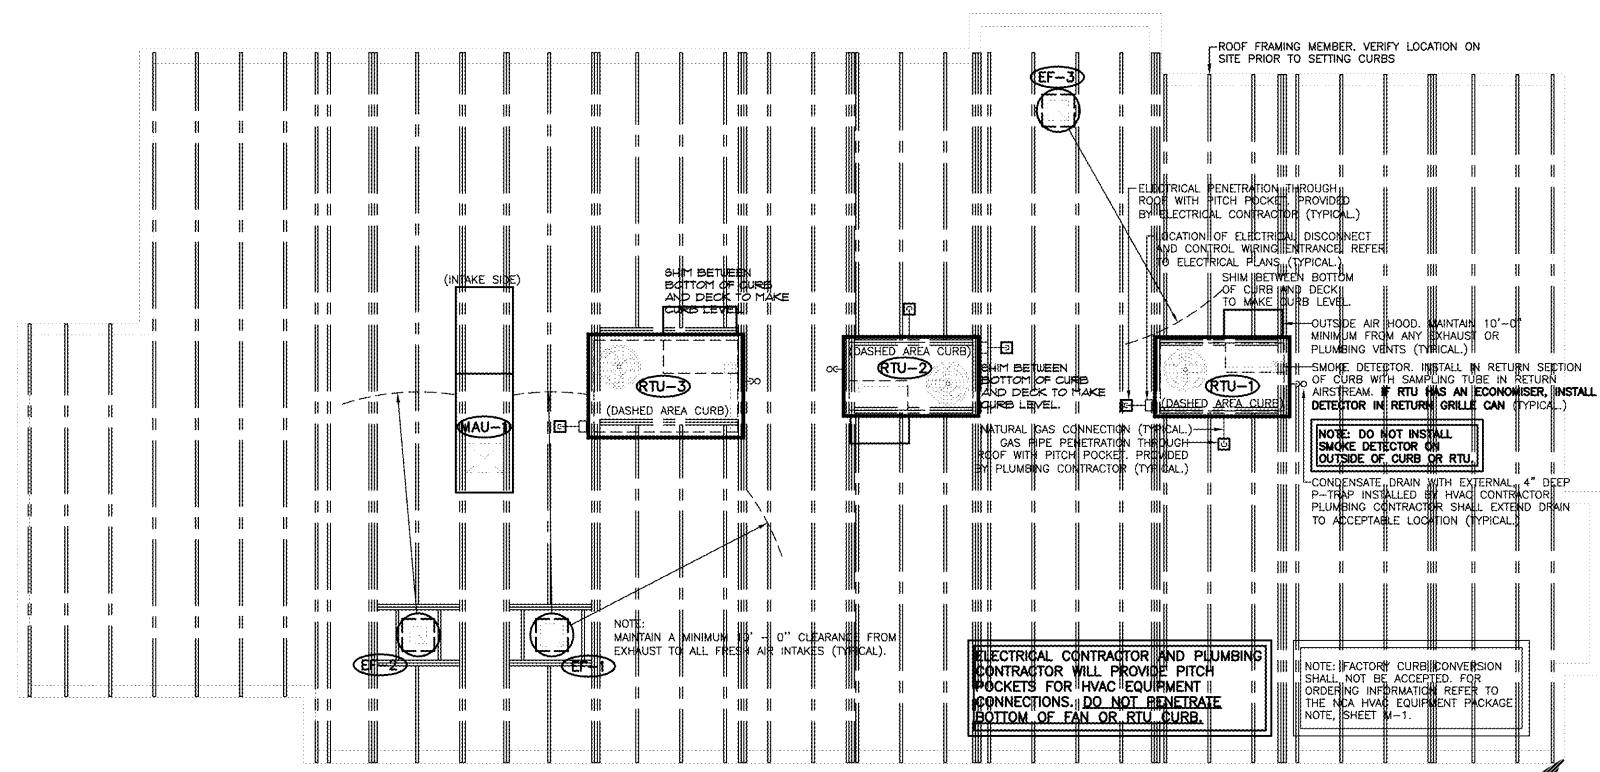 ROOF FRAMING MEMBER. VERIFY LOCATION ON
SITE PRIOR TO SETTING CURBS
EF-3
ELECTRICAL PENETRATION THROUGH
ROOF WITH PITCH POCKET. PROVIDED
BY ELECTRICAL CONTRACTOR (TYPICAL.)
LOCATION OF ELECTRICAL DISCONNECT
AND CONTROL WIRING ENTRANCE. REFER
TO ELECTRICAL PLANS (TYPICAL.)
SHIM BETWEEN BOTTOM
OF CURB AND DECK
TO MAKE CURB LEVEL.
(INTAKE SIDE)
SHIM BETWEEN
BOTTOM OF CURB
AND DECK TO MAKE
CURB LEVEL.
OUTSIDE AIR HOOD. MAINTAIN 10'-0"
MINIMUM FROM ANY EXHAUST OR
PLUMBING VENTS (TYPICAL.)
RTU-3
(DASHED AREA CURB)
(DASHED AREA CURB)
RTU-2
SHIM BETWEEN
BOTTOM OF CURB
AND DECK TO MAKE
CURB LEVEL.
RTU-1
(DASHED AREA CURB)
SMOKE DETECTOR. INSTALL IN RETURN SECTION
OF CURB WITH SAMPLING TUBE IN RETURN
AIRSTREAM. IF RTU HAS AN ECONOMISER, INSTALL
DETECTOR IN RETURN GRILLE CAN (TYPICAL.)
MAU-1
NATURAL GAS CONNECTION (TYPICAL.)
GAS PIPE PENETRATION THROUGH
ROOF WITH PITCH POCKET. PROVIDED
BY PLUMBING CONTRACTOR (TYPICAL.)
NOTE: DO NOT INSTALL
SMOKE DETECTOR ON
OUTSIDE OF CURB OR RTU.
CONDENSATE DRAIN WITH EXTERNAL, 4" DEEP
P-TRAP INSTALLED BY HVAC CONTRACTOR.
PLUMBING CONTRACTOR SHALL EXTEND DRAIN
TO ACCEPTABLE LOCATION (TYPICAL.)
EF-2
EF-1
NOTE:
MAINTAIN A MINIMUM 10' - 0" CLEARANCE FROM
EXHAUST TO ALL FRESH AIR INTAKES (TYPICAL).
ELECTRICAL CONTRACTOR AND PLUMBING
CONTRACTOR WILL PROVIDE PITCH
POCKETS FOR HVAC EQUIPMENT
CONNECTIONS. DO NOT PENETRATE
BOTTOM OF FAN OR RTU CURB.
NOTE: FACTORY CURB CONVERSION
SHALL NOT BE ACCEPTED. FOR
ORDERING INFORMATION REFER TO
THE NCA HVAC EQUIPMENT PACKAGE
NOTE, SHEET M-1.